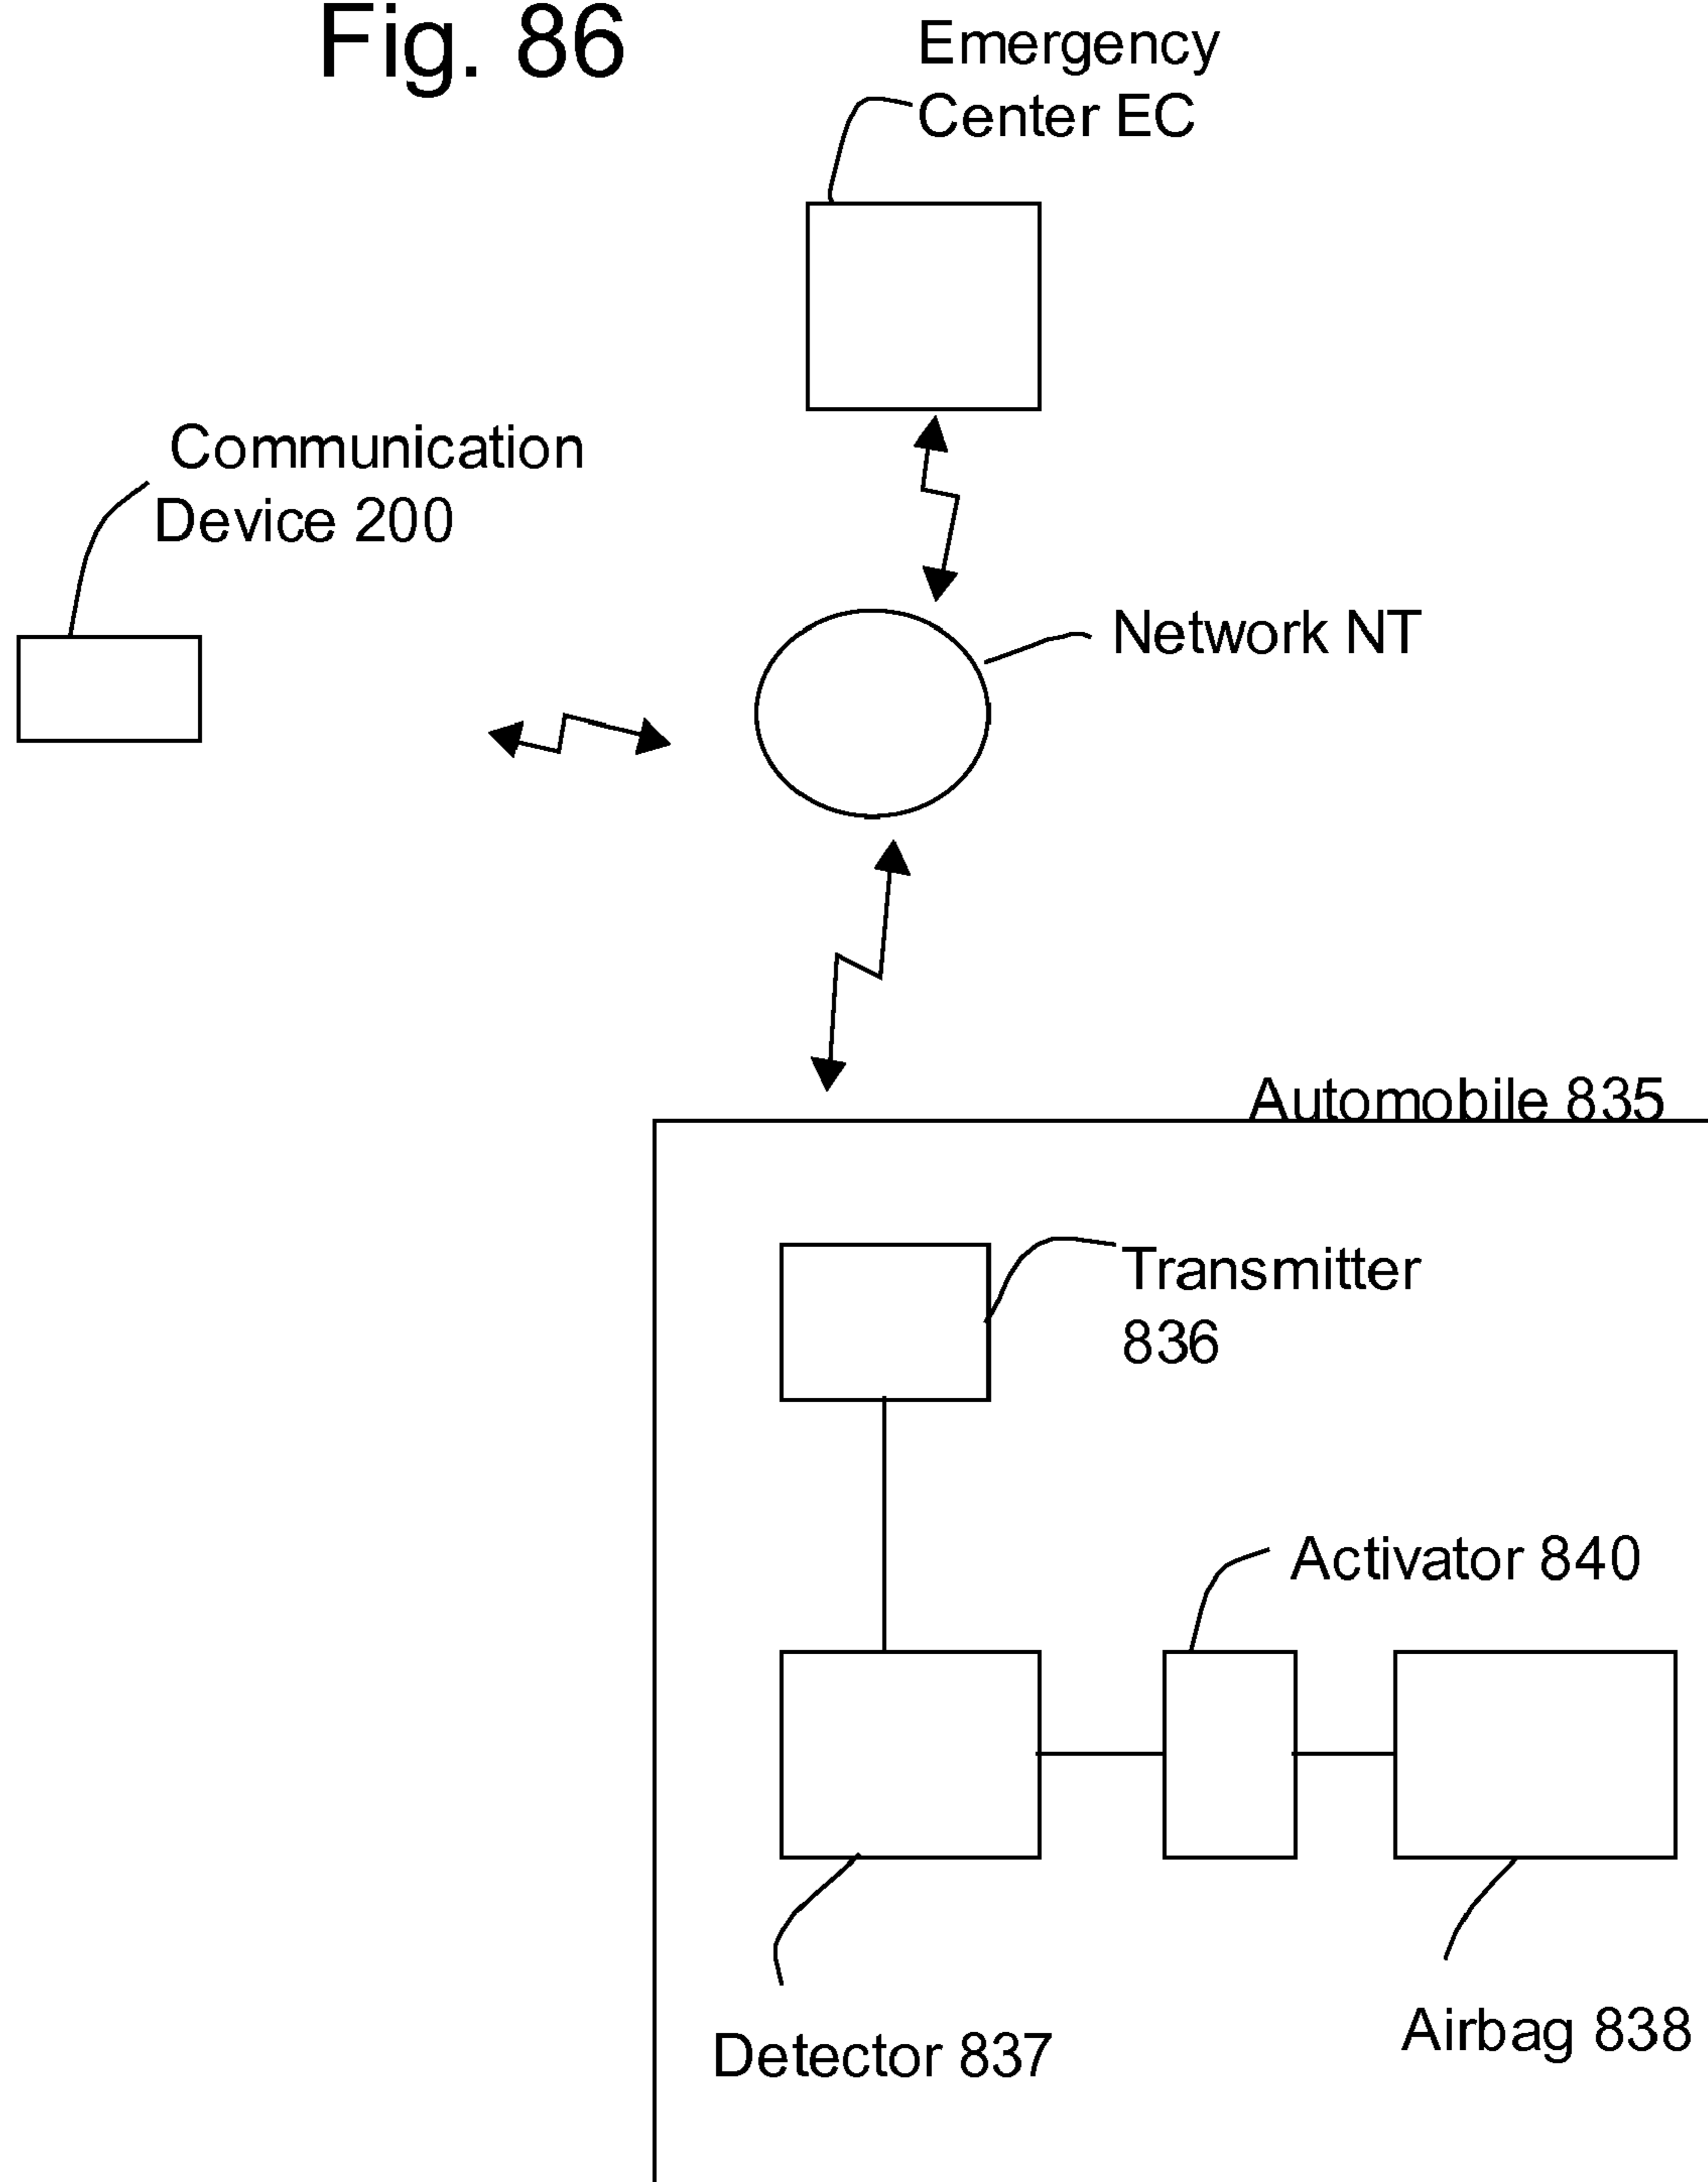 Fig. 86
Emergency
Center EC
Communication
Device 200
Network NT
Automobile 835
Transmitter
836
Activator 840
Airbag 838
Detector 837